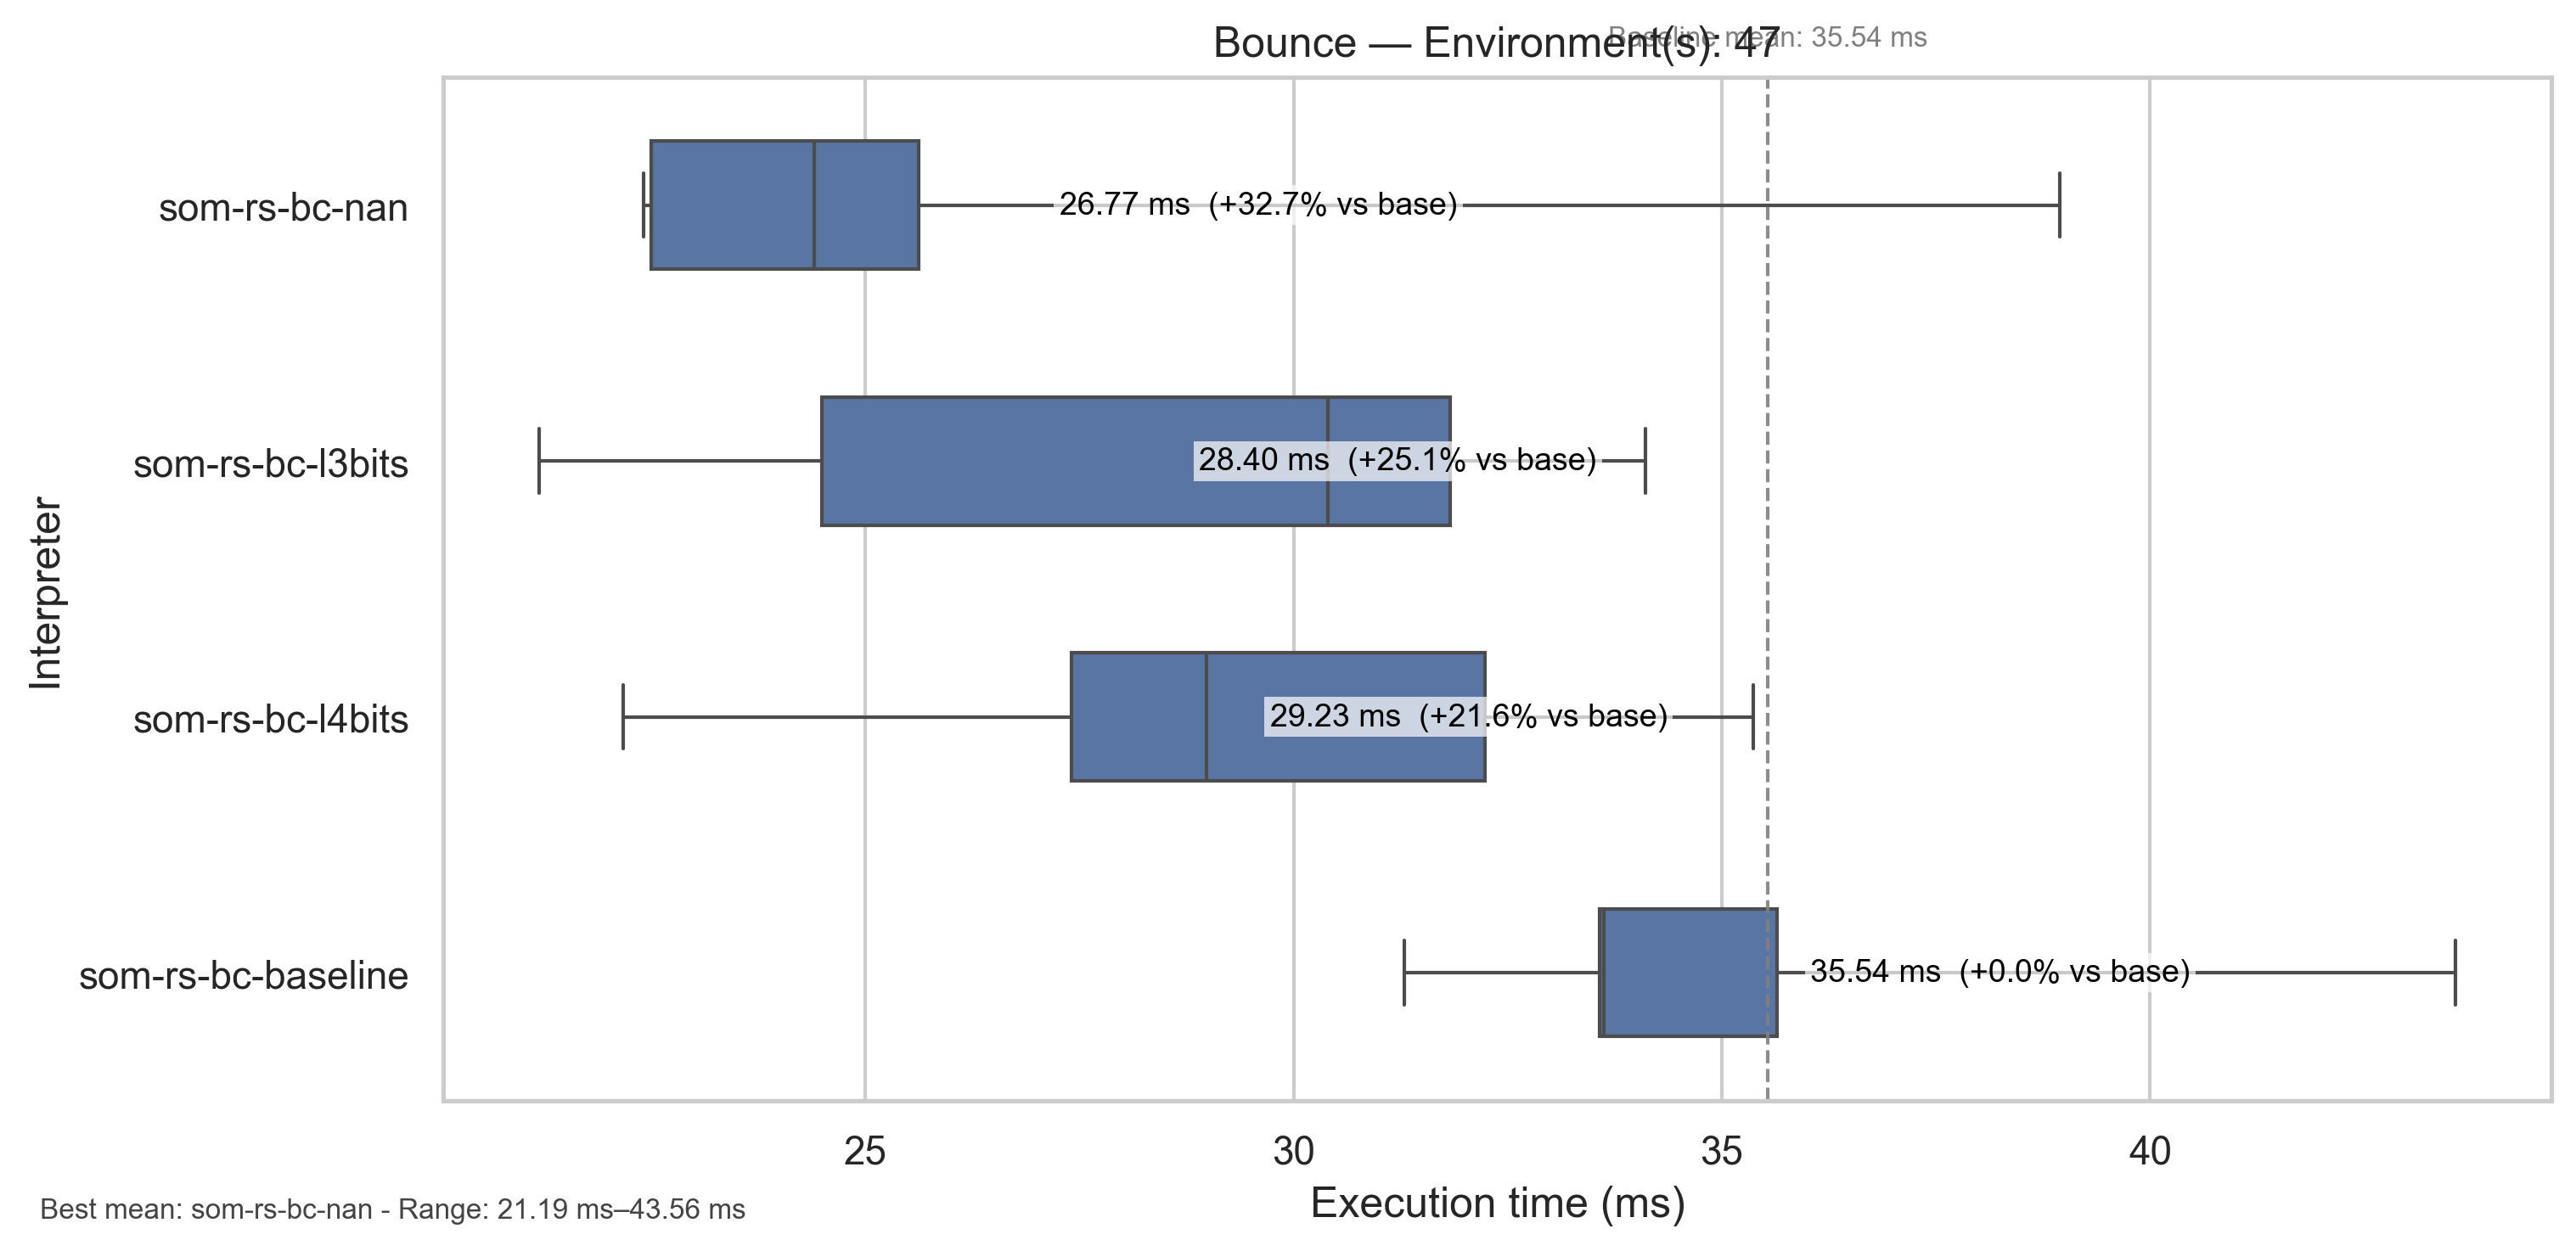 Bounce — Environment(s): 47
Baseline mean: 35.54 ms
som-rs-bc-nan
26.77 ms (+32.7% vs base)
som-rs-bc-l3bits
28.40 ms (+25.1% vs base)
som-rs-bc-l4bits
29.23 ms (+21.6% vs base)
som-rs-bc-baseline
35.54 ms (+0.0% vs base)
Interpreter
25 30 35 40
Execution time (ms)
Best mean: som-rs-bc-nan - Range: 21.19 ms–43.56 ms